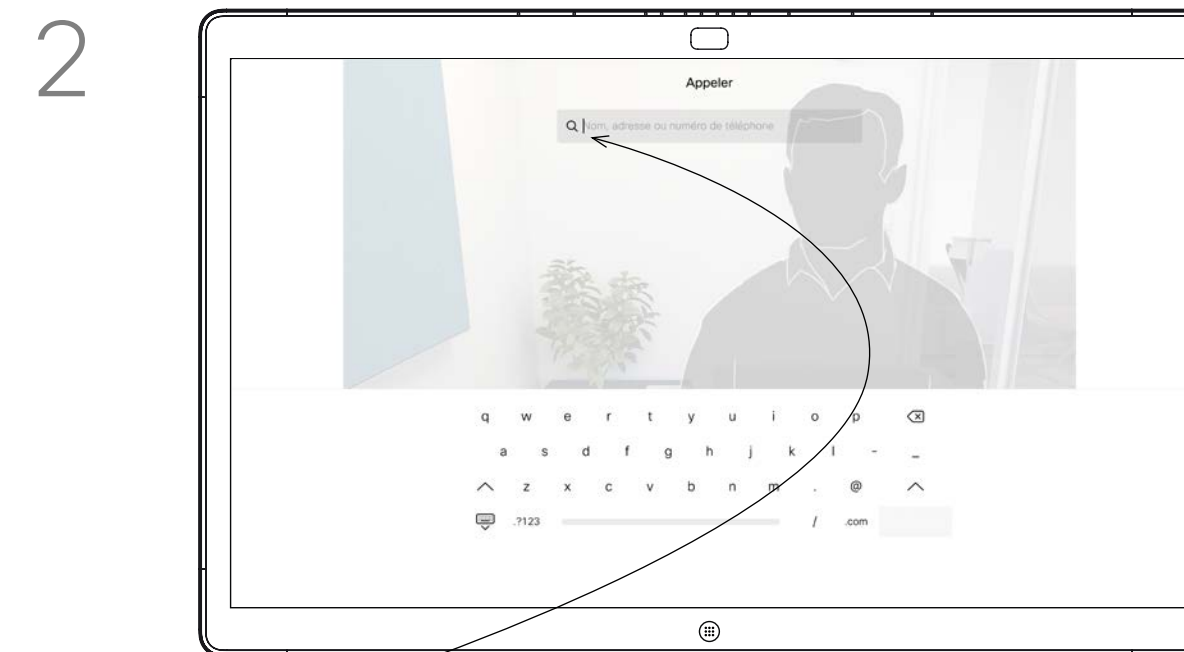 2
Appeler
Nom, adresse ou numéro de téléphone
q w e r t y u i o p
a s d f g h j k l - _
z x c v b n m . @
.?123 / .com